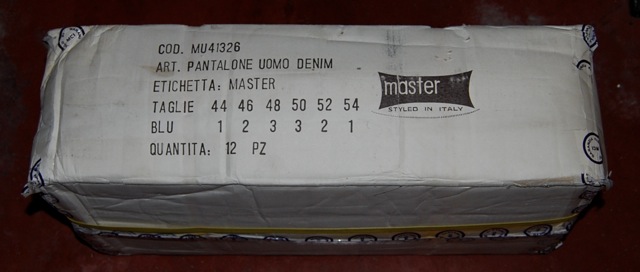 COD. MU41326
ART. PANTALONE UOMO DENIM
ETICHETTA: MASTER
TAGLIE 44 46 48 50 52 54
BLU 1 2 3 3 2 1
QUANTITA: 12 PZ
master
STYLED IN ITALY